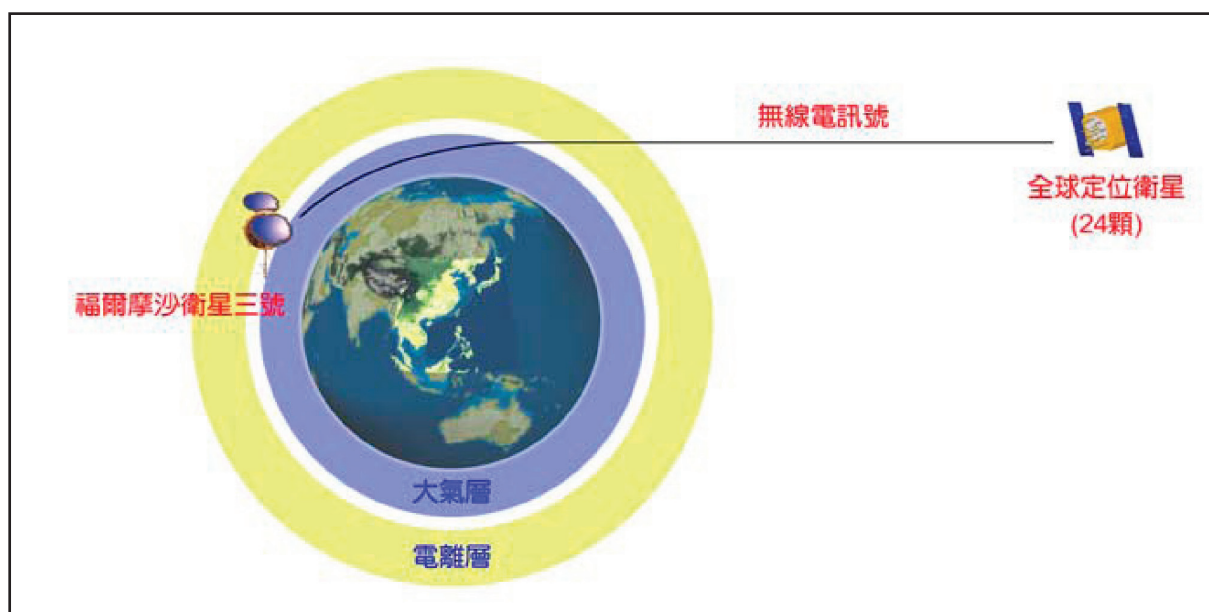 無線電訊號
全球定位衛星
(24顆)
福爾摩沙衛星三號
大氣層
電離層